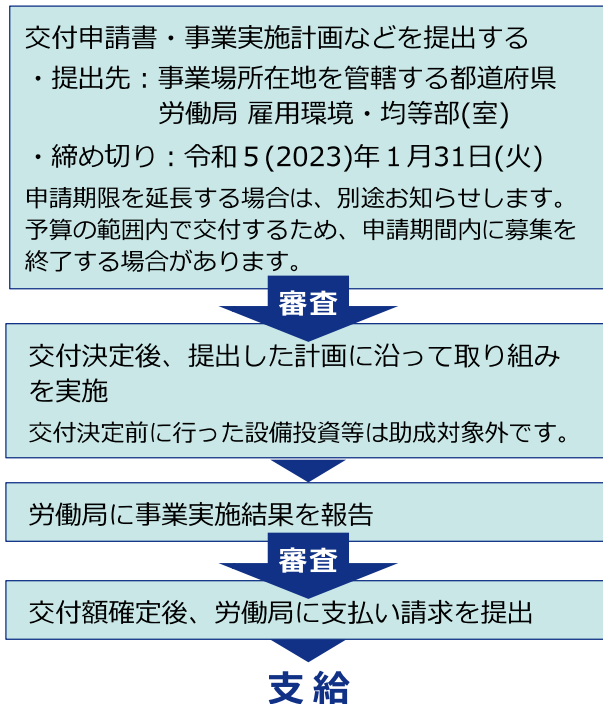 交付申請書・事業実施計画などを提出する
・提出先：事業場所在地を管轄する都道府県
労働局 雇用環境・均等部(室)
・締め切り：令和５(2023)年１月31日(火)
申請期限を延長する場合は、別途お知らせします。
予算の範囲内で交付するため、申請期間内に募集を
終了する場合があります。
審査
交付決定後、提出した計画に沿って取り組み
を実施
交付決定前に行った設備投資等は助成対象外です。
労働局に事業実施結果を報告
審査
交付額確定後、労働局に支払い請求を提出
支給